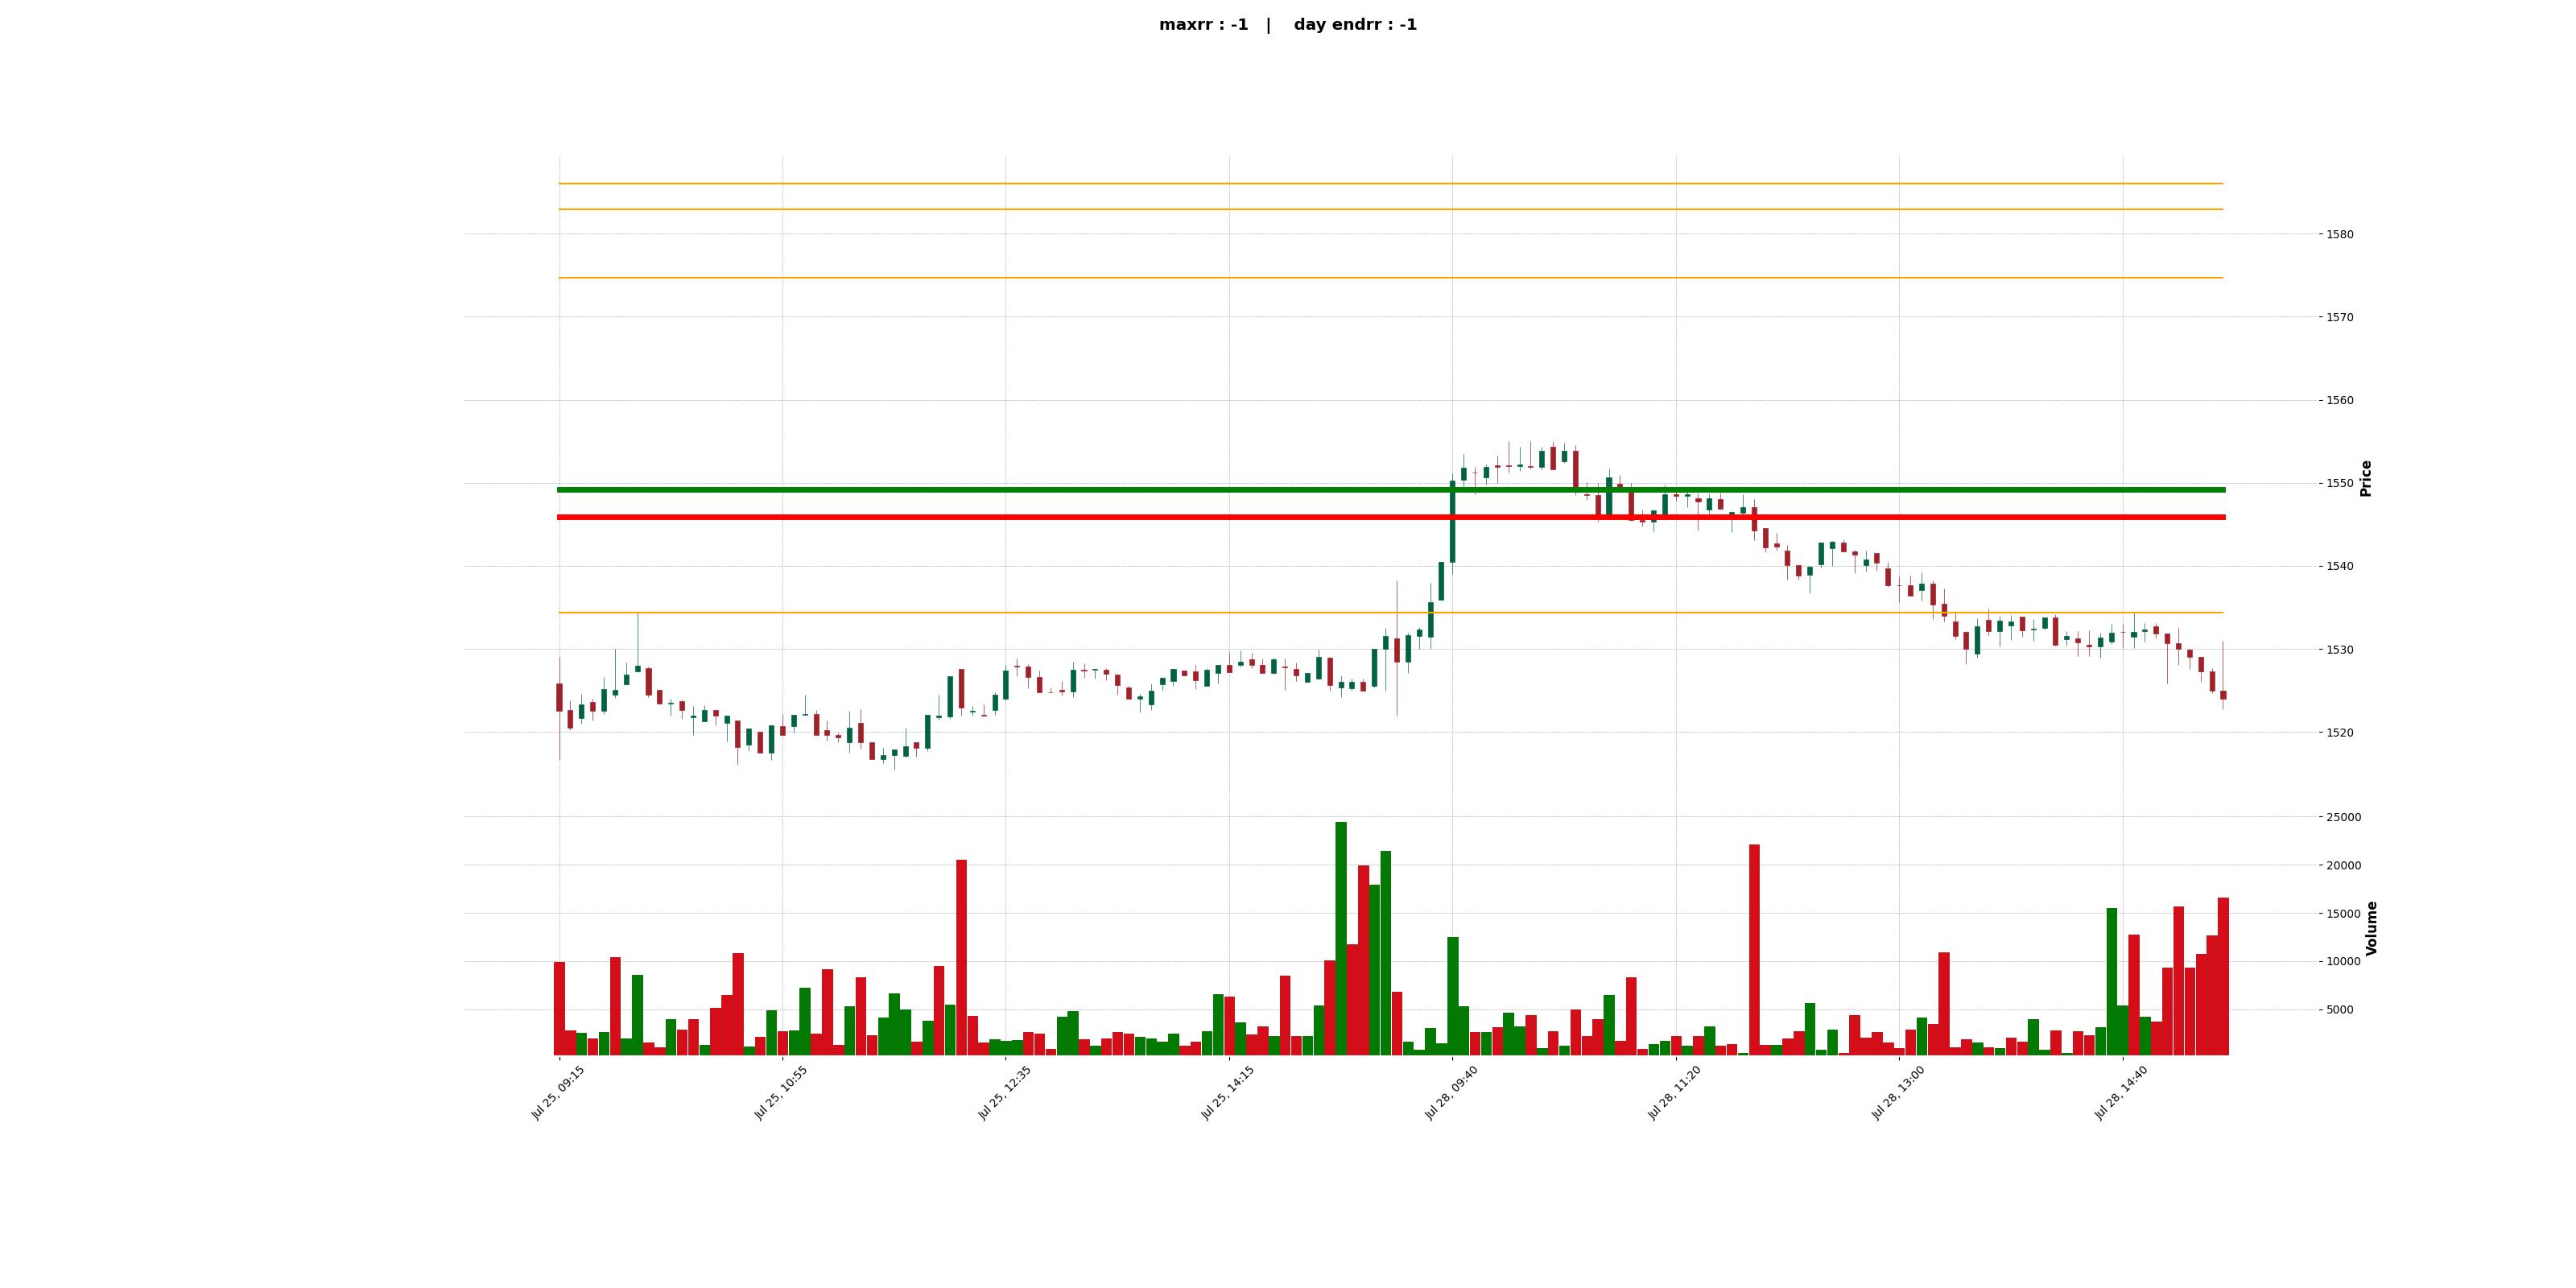 maxrr : -1   |    day endrr : -1
1580
1570
1560
1550
1540
1530
1520
Price
25000
20000
15000
10000
5000
Volume
Jul 25, 09:15
Jul 25, 10:55
Jul 25, 12:35
Jul 25, 14:15
Jul 28, 09:40
Jul 28, 11:20
Jul 28, 13:00
Jul 28, 14:40